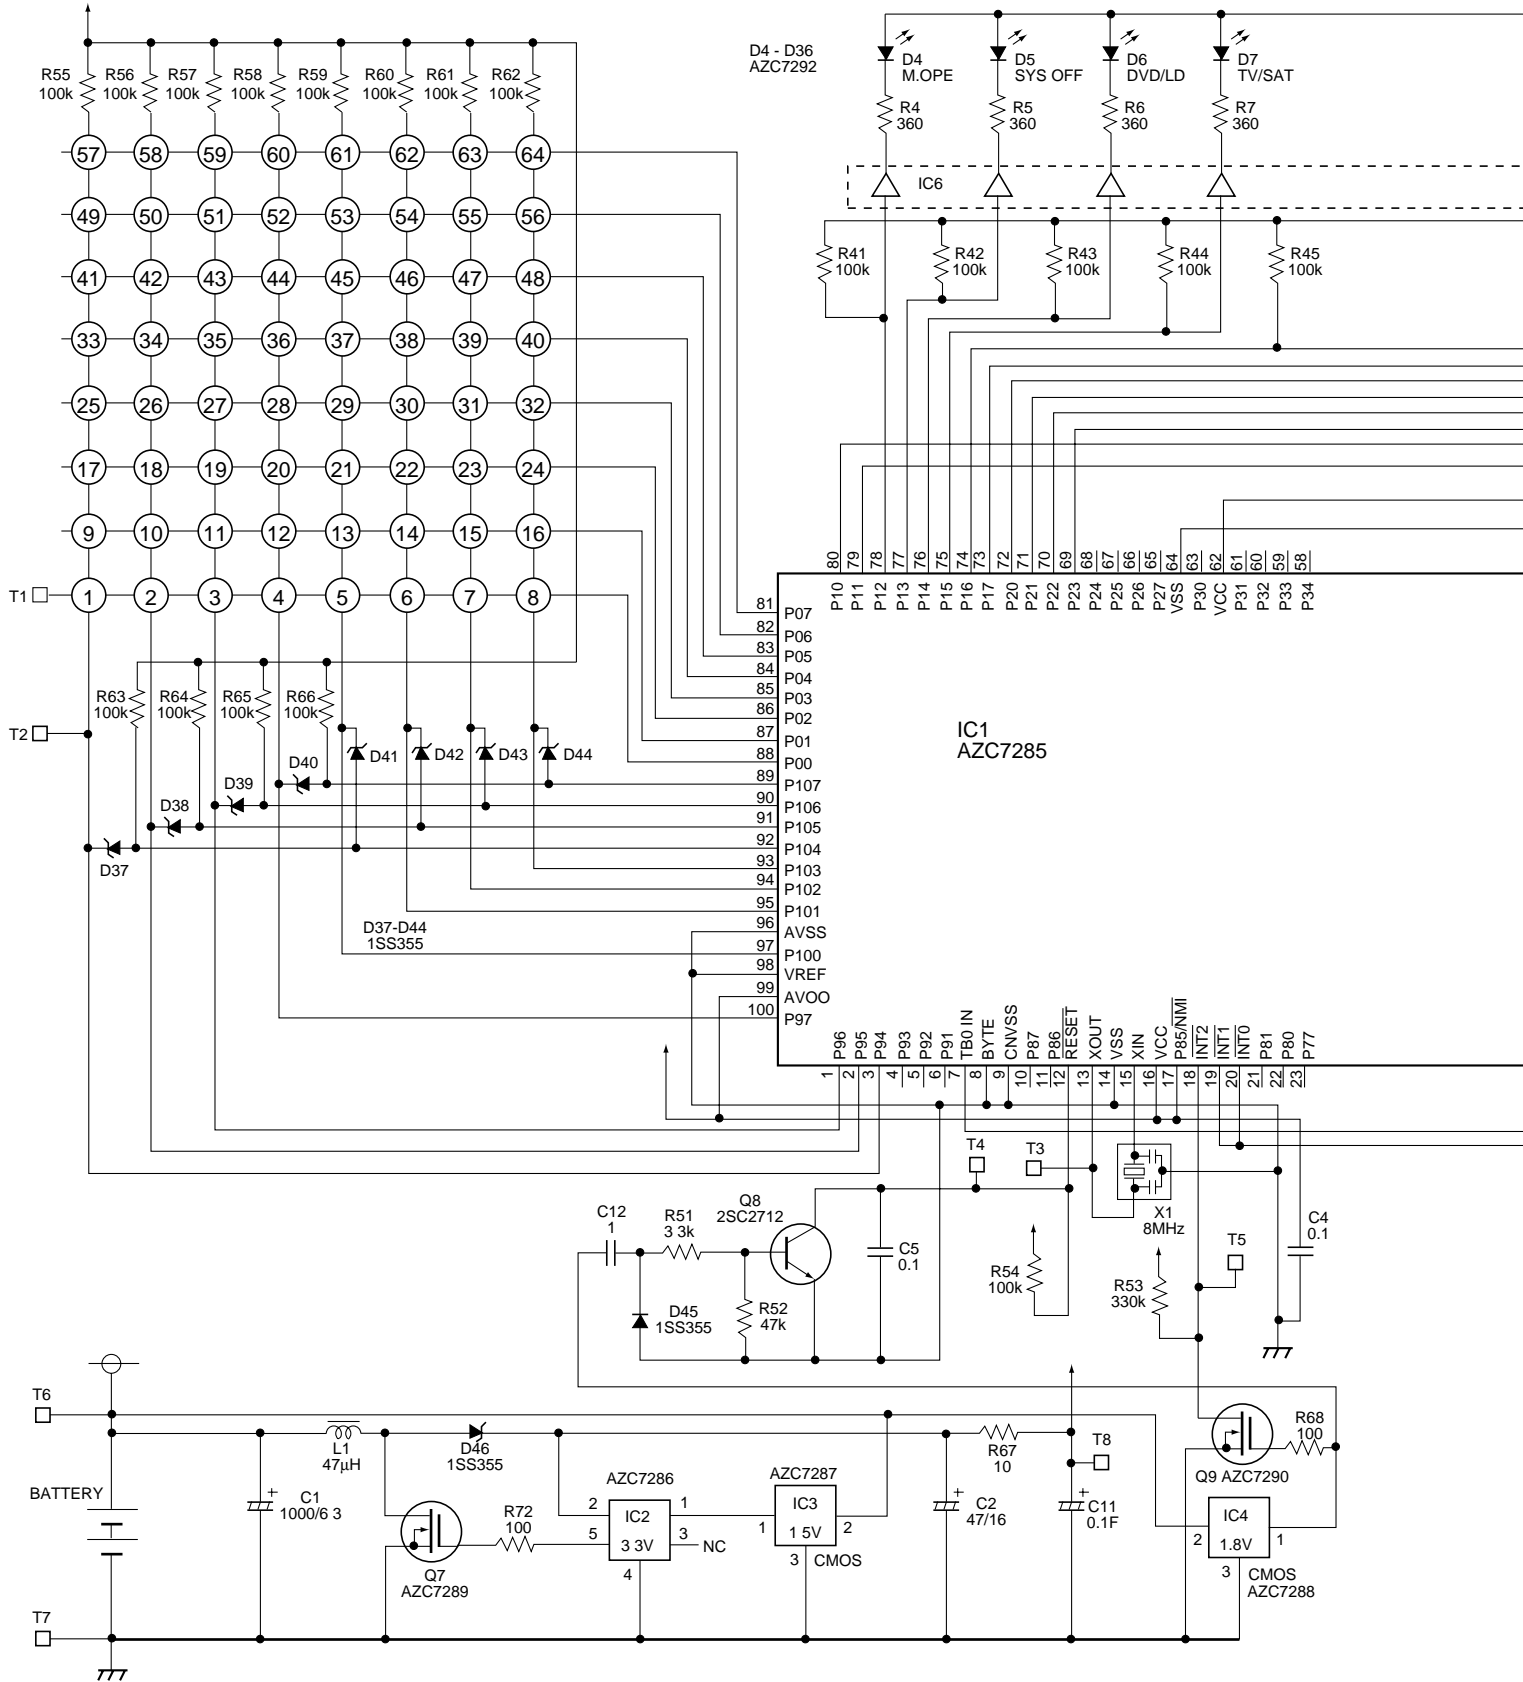 D4 - D36
AZC7292
D4
M.OPE
D5
SYS OFF
D6
DVD/LD
D7
TV/SAT
R55
100k
R56
100k
R57
100k
R58
100k
R59
100k
R60
100k
R61
100k
R62
100k
R4
360
R5
360
R6
360
R7
360
57 58 59 60 61 62 63 64
IC6
49 50 51 52 53 54 55 56
R41
100k
R42
100k
R43
100k
R44
100k
R45
100k
41 42 43 44 45 46 47 48
33 34 35 36 37 38 39 40
25 26 27 28 29 30 31 32
17 18 19 20 21 22 23 24
9 10 11 12 13 14 15 16
T1 1 2 3 4 5 6 7 8
80 79 78 77 76 75 74 73 72 71 70 69 68 67 66 65 64 63 62 61 60 59 58
P10 P11 P12 P13 P14 P15 P16 P17 P20 P21 P22 P23 P24 P25 P26 P27 VSS P30 VCC P31 P32 P33 P34
81 P07
82 P06
83 P05
84 P04
85 P03
86 P02
87 P01
88 P00
89 P107
90 P106
91 P105
92 P104
93 P103
94 P102
95 P101
96 AVSS
97 P100
98 VREF
99 AVOO
100 P97
IC1
AZC7285
R63
100k
R64
100k
R65
100k
R66
100k
T2
D41 D42 D43 D44
D40
D39
D38
D37
D37-D44
1SS355
P96 P95 P94 P93 P92 P91 TB0 IN BYTE CNVSS P87 P86 RESET XOUT VSS XIN VCC P85/NMI INT2 INT1 INT0 P81 P80 P77
1 2 3 4 5 6 7 8 9 10 11 12 13 14 15 16 17 18 19 20 21 22 23
T4
T3
X1
8MHz
C12
1
R51
3 3k
Q8
2SC2712
C5
0.1
R54
100k
R53
330k
T5
C4
0.1
D45
1SS355
R52
47k
T6
L1
47μH
D46
1SS355
R67
10
T8
R68
100
Q9 AZC7290
BATTERY
C1
+
1000/6 3
Q7
AZC7289
R72
100
AZC7286
IC2
3 3V
2
5
1
3
4
NC
AZC7287
IC3
1 5V
1
2
3
CMOS
+
C2
47/16
+
C11
0.1F
IC4
1.8V
2
1
3
CMOS
AZC7288
T7